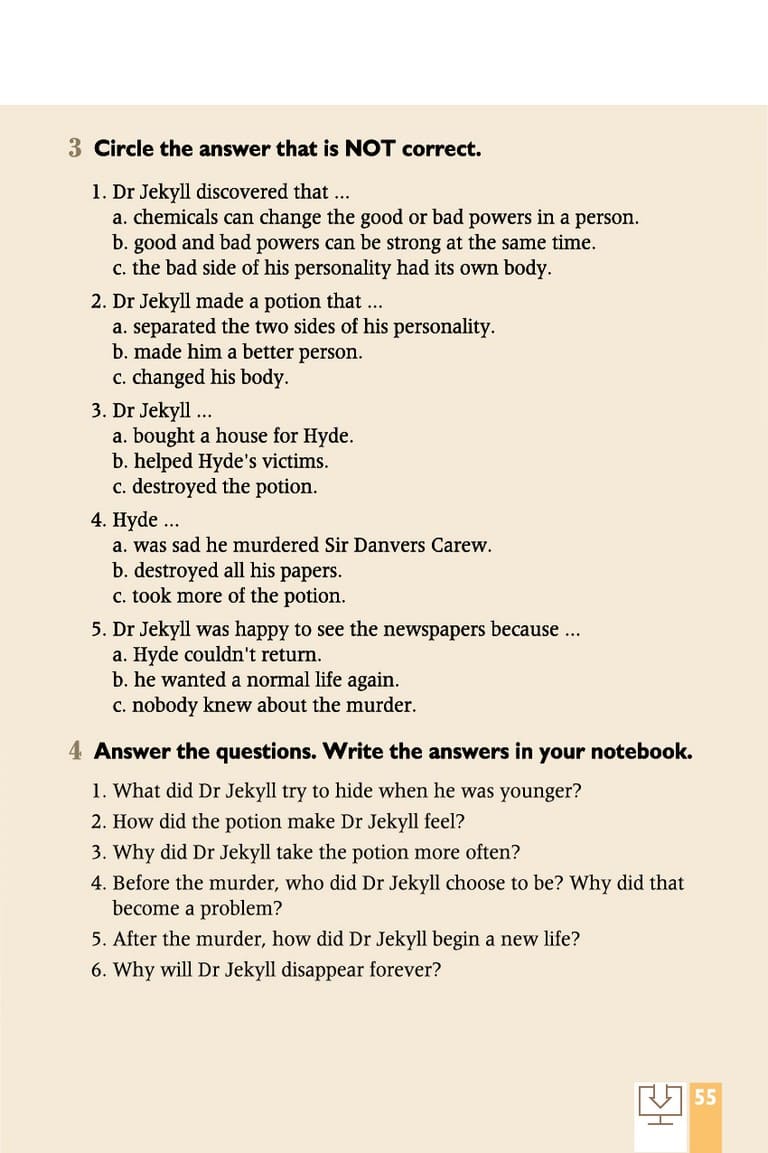 3 Circle the answer that is NOT correct.
1. Dr Jekyll discovered that ...
a. chemicals can change the good or bad powers in a person.
b. good and bad powers can be strong at the same time.
c. the bad side of his personality had its own body.
2. Dr Jekyll made a potion that ...
a. separated the two sides of his personality.
b. made him a better person.
c. changed his body.
3. Dr Jekyll ...
a. bought a house for Hyde.
b. helped Hyde's victims.
c. destroyed the potion.
4. Hyde ...
a. was sad he murdered Sir Danvers Carew.
b. destroyed all his papers.
c. took more of the potion.
5. Dr Jekyll was happy to see the newspapers because ...
a. Hyde couldn't return.
b. he wanted a normal life again.
c. nobody knew about the murder.
4 Answer the questions. Write the answers in your notebook.
1. What did Dr Jekyll try to hide when he was younger?
2. How did the potion make Dr Jekyll feel?
3. Why did Dr Jekyll take the potion more often?
4. Before the murder, who did Dr Jekyll choose to be? Why did that
become a problem?
5. After the murder, how did Dr Jekyll begin a new life?
6. Why will Dr Jekyll disappear forever?
55